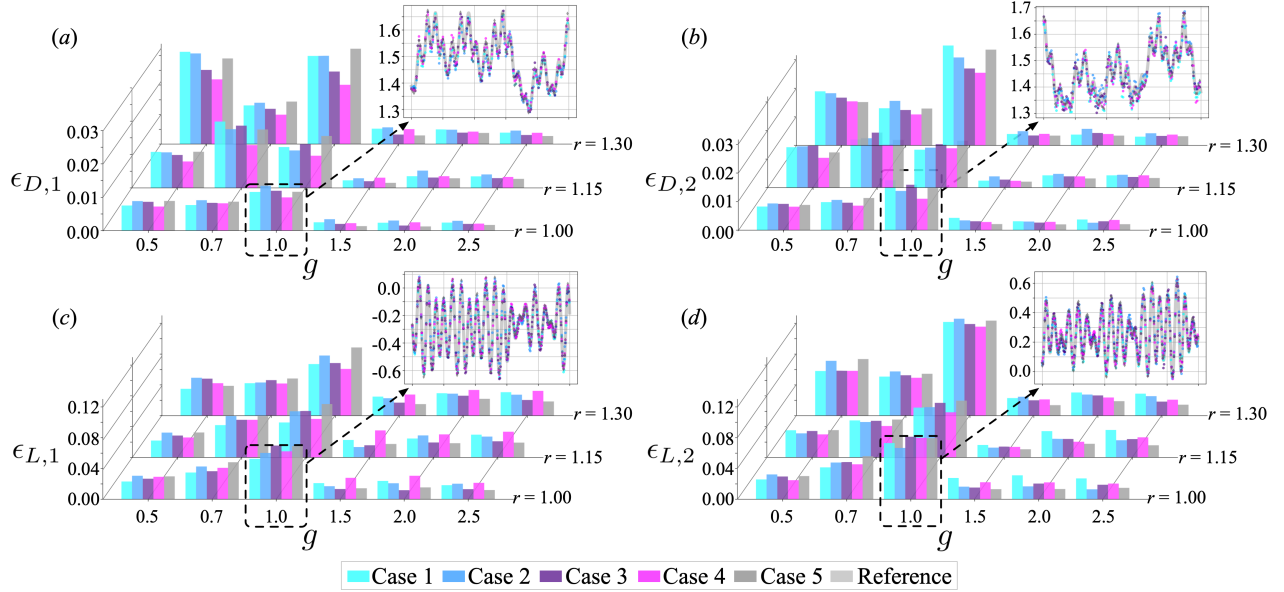 (a)
1.6
1.5
1.4
1.3
0.03
0.02
0.01
0.00
ϵ_{D,1}
r = 1.30
r = 1.15
r = 1.00
0.5 0.7 1.0 1.5 2.0 2.5
g
(b)
1.7
1.6
1.5
1.4
1.3
0.03
0.02
0.01
0.00
ϵ_{D,2}
r = 1.30
r = 1.15
r = 1.00
0.5 0.7 1.0 1.5 2.0 2.5
g
(c)
0.0
-0.2
-0.4
-0.6
0.12
0.08
0.04
0.00
ϵ_{L,1}
r = 1.30
r = 1.15
r = 1.00
0.5 0.7 1.0 1.5 2.0 2.5
g
(d)
0.6
0.4
0.2
0.0
0.12
0.08
0.04
0.00
ϵ_{L,2}
r = 1.30
r = 1.15
r = 1.00
0.5 0.7 1.0 1.5 2.0 2.5
g
Case 1 Case 2 Case 3 Case 4 Case 5 Reference